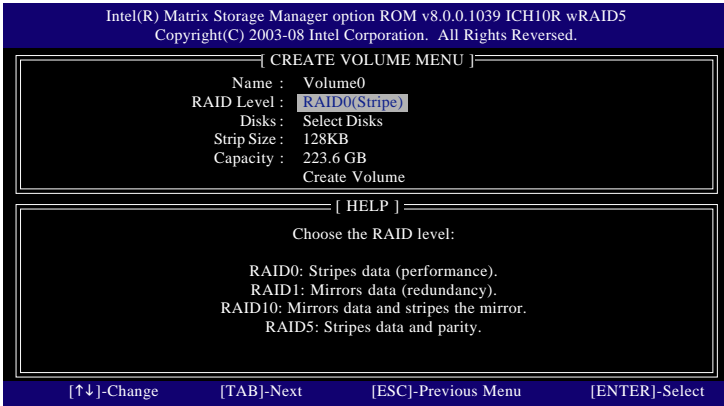 Intel(R) Matrix Storage Manager option ROM v8.0.0.1039 ICH10R wRAID5
Copyright(C) 2003-08 Intel Corporation. All Rights Reversed.
[ CREATE VOLUME MENU ]
Name : Volume0
RAID Level : RAID0(Stripe)
Disks : Select Disks
Strip Size : 128KB
Capacity : 223.6 GB
Create Volume
[ HELP ]
Choose the RAID level:
RAID0: Stripes data (performance).
RAID1: Mirrors data (redundancy).
RAID10: Mirrors data and stripes the mirror.
RAID5: Stripes data and parity.
[↑↓]-Change [TAB]-Next [ESC]-Previous Menu [ENTER]-Select